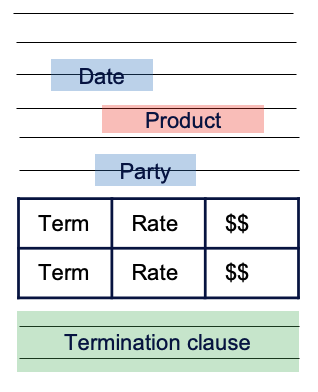 Date
Product
Party
Term Rate $$
Term Rate $$
Termination clause